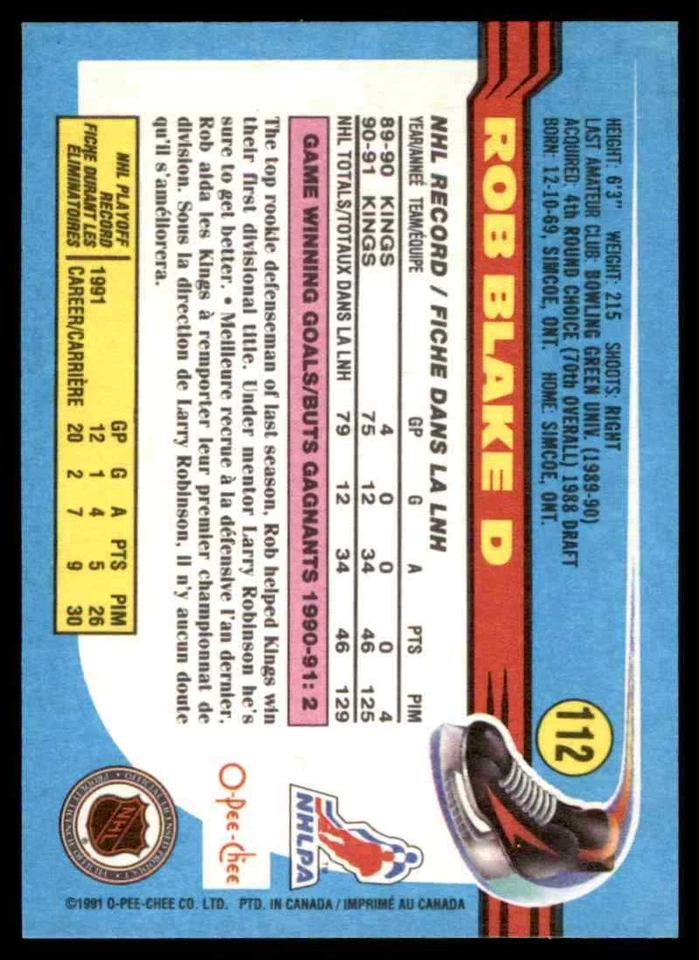 112
HEIGHT: 6'3" WEIGHT: 215 SHOOTS: RIGHT
LAST AMATEUR CLUB: BOWLING GREEN UNIV. (1989-90)
ACQUIRED: 4th ROUND CHOICE (70th OVERALL) 1988 DRAFT
BORN: 12-10-69, SIMCOE, ONT. HOME: SIMCOE, ONT.
ROB BLAKE D
NHL RECORD / FICHE DANS LA LNH
YEAR/ANNEÉ TEAM/ÉQUIPE GP G A PTS PIM
89-90 KINGS 4 0 0 0 4
90-91 KINGS 75 12 34 46 125
NHL TOTALS/TOTAUX DANS LA LNH 79 12 34 46 129
GAME WINNING GOALS/BUTS GAGNANTS 1990-91: 2
The top rookie defenseman of last season, Rob helped Kings win
their first divisional title. Under mentor Larry Robinson he's
sure to get better. • Meilleure recrue à la défensive l'an dernier,
Rob aida les Kings à remporter leur premier championnat de
division. Sous la direction de Larry Robinson, il n'y aucun doute
qu'il s'améliorera.
NHL PLAYOFF RECORD
FICHE DURANT LES ÉLIMINATOIRES
GP G A PTS PIM
1991 12 1 4 5 26
CAREER/CARRIÈRE 20 2 7 9 30
NHLPA
TM
O-Pee-Chee
NHL
®
©1991 O-PEE-CHEE CO. LTD. PTD. IN CANADA / IMPRIMÉ AU CANADA